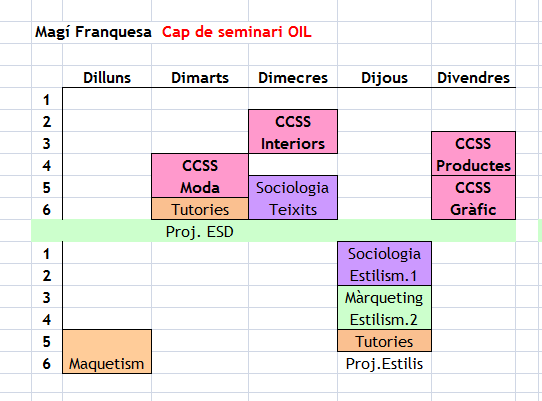 Magí Franquesa  Cap de seminari OIL
Dilluns Dimarts Dimecres Dijous Divendres
1
2 CCSS
3 Interiors CCSS
4 CCSS Productes
5 Moda Sociologia CCSS
6 Tutories Teixits Gràfic
Proj. ESD
1 Sociologia
2 Estilism.1
3 Màrqueting
4 Estilism.2
5 Tutories
6 Maquetism Proj.Estilis